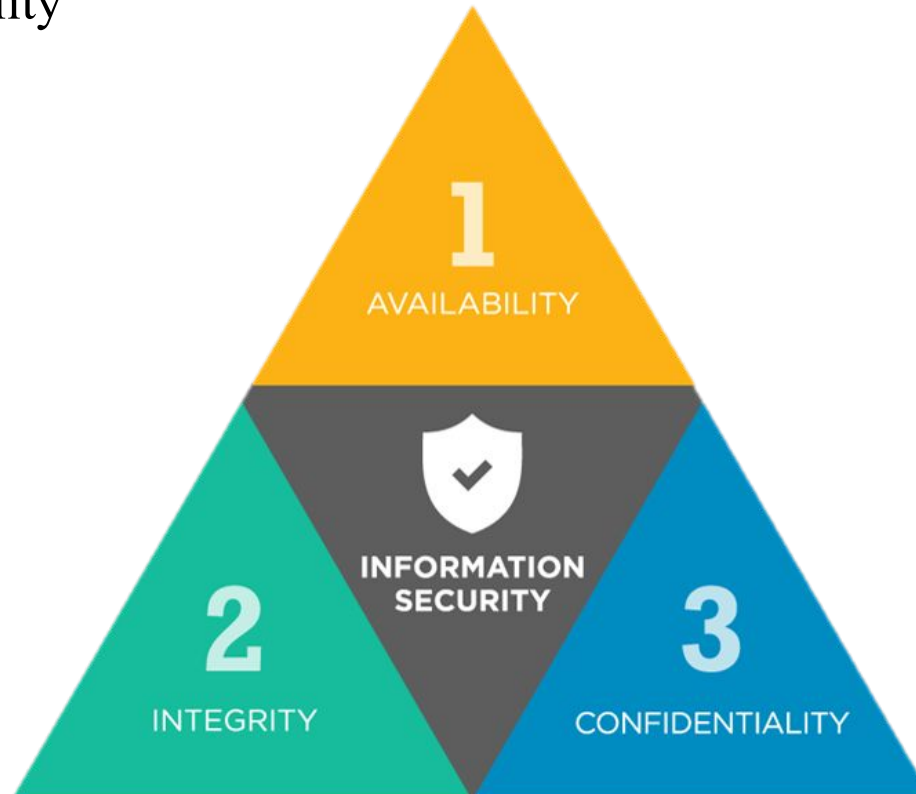 1
AVAILABILITY
INFORMATION
SECURITY
2
INTEGRITY
3
CONFIDENTIALITY